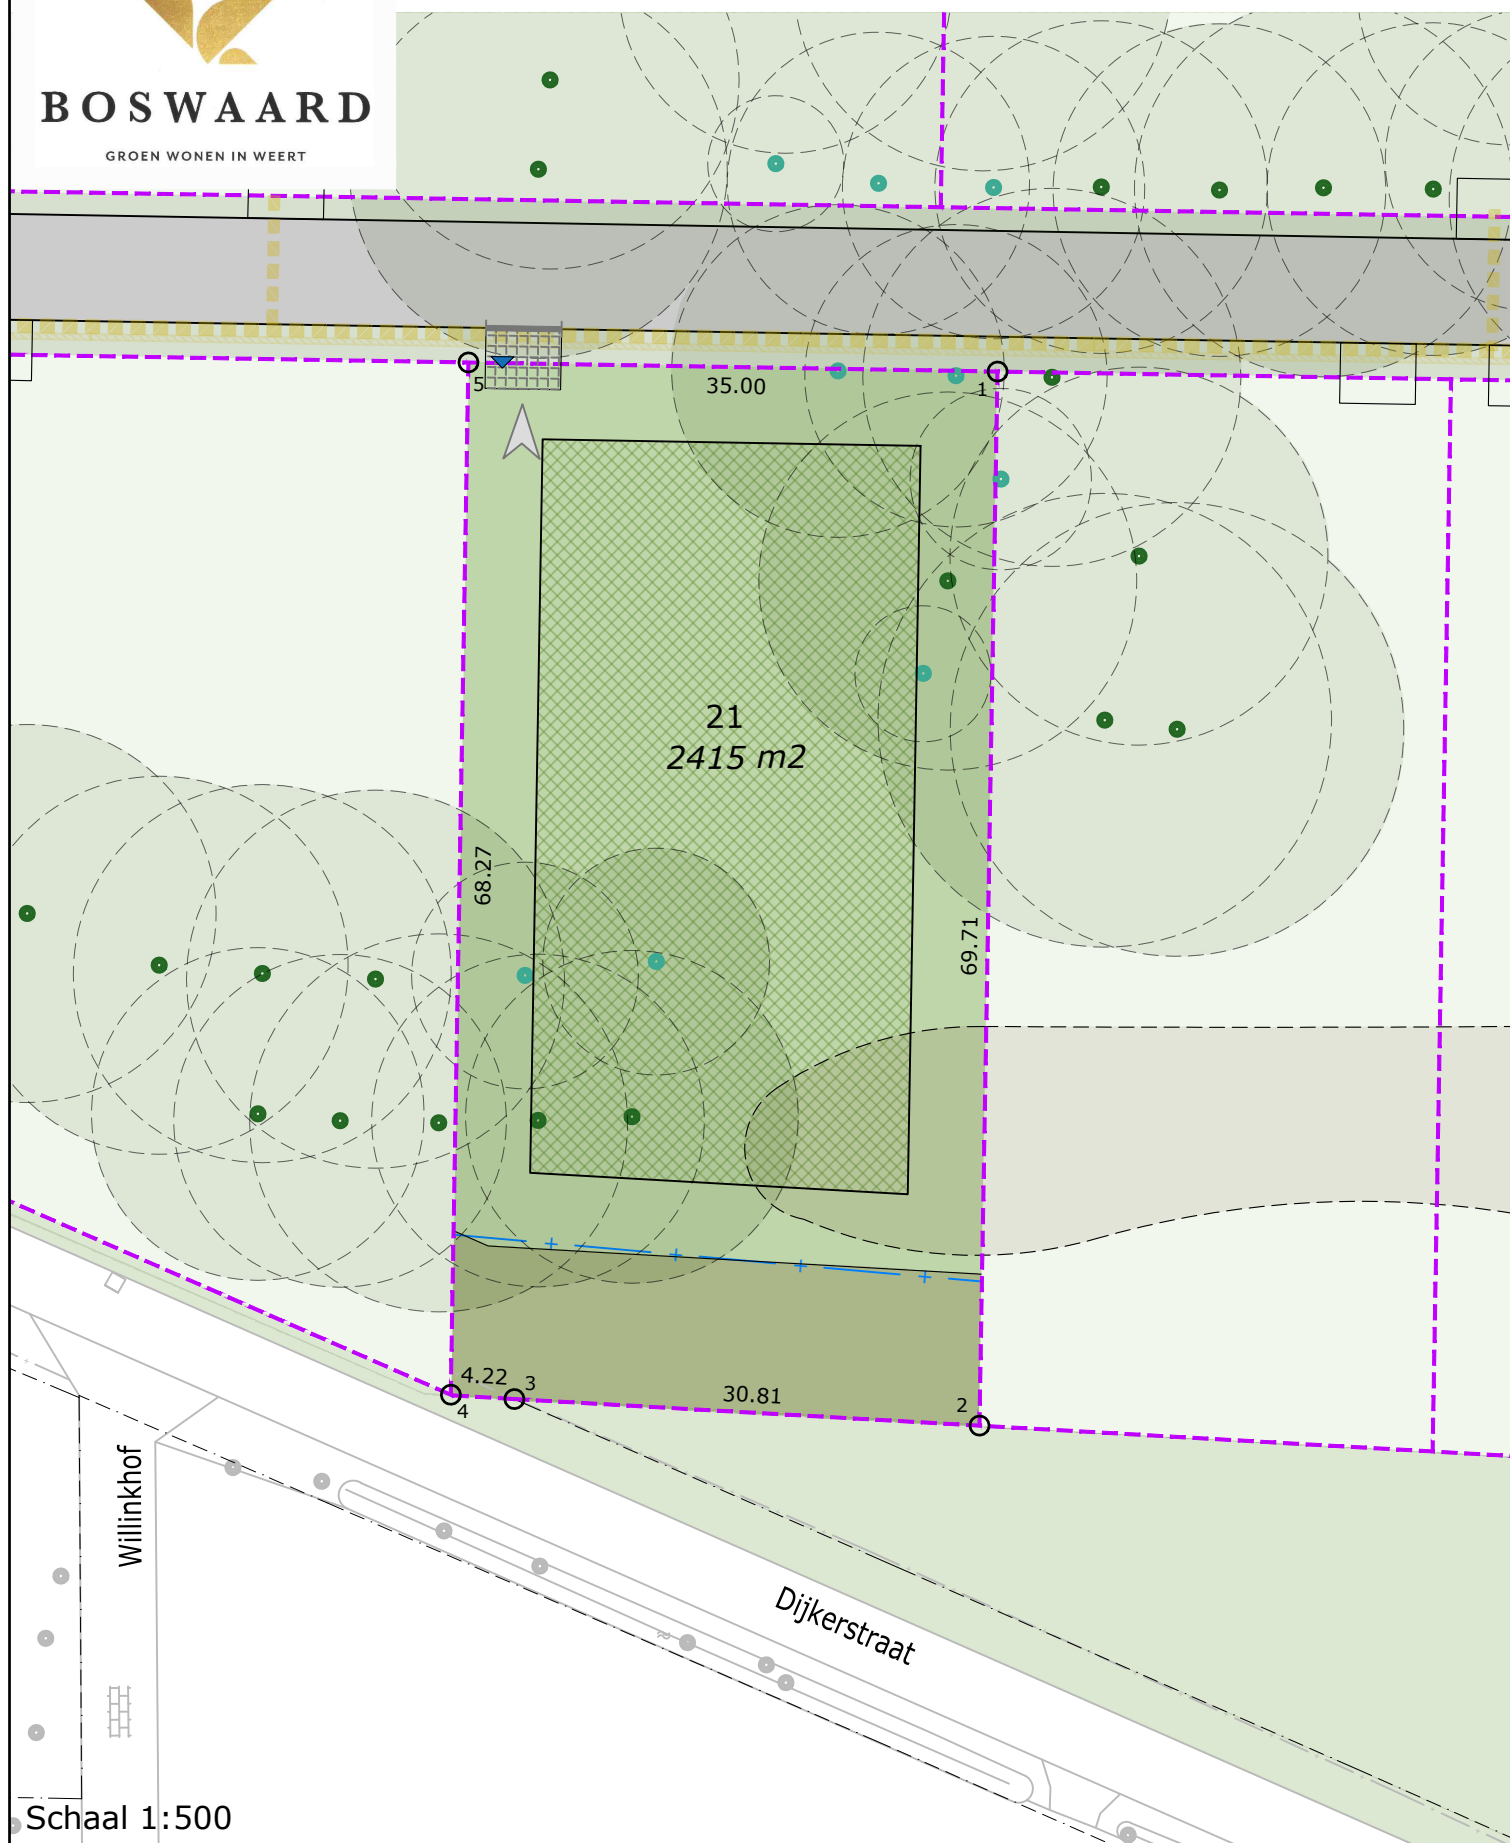 BOSWAARD
GROEN WONEN IN WEERT
5
35.00
1
21
2415 m2
68.27
69.71
4.22
3
30.81
2
4
Willinkhof
Dijkerstraat
Schaal 1:500